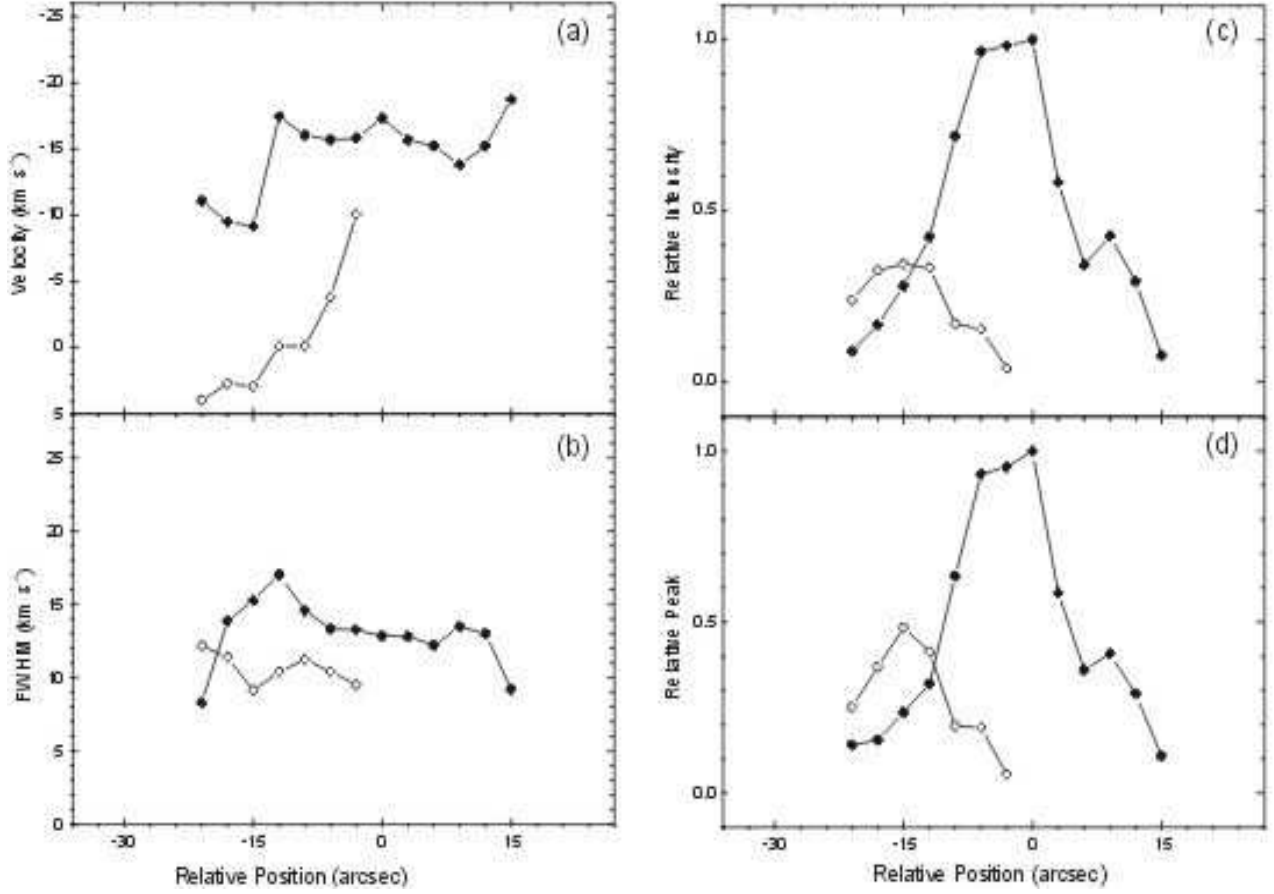 (a)
-25
-20
-15
-10
-5
0
5
Velocity (km s⁻)
(b)
25
20
15
10
5
0
FWHM (km s⁻)
-30
-15
0
15
Relative Position (arcsec)
(c)
1.0
0.5
0.0
Relative Intensity
(d)
1.0
0.5
0.0
Relative Peak
-30
-15
0
15
Relative Position (arcsec)